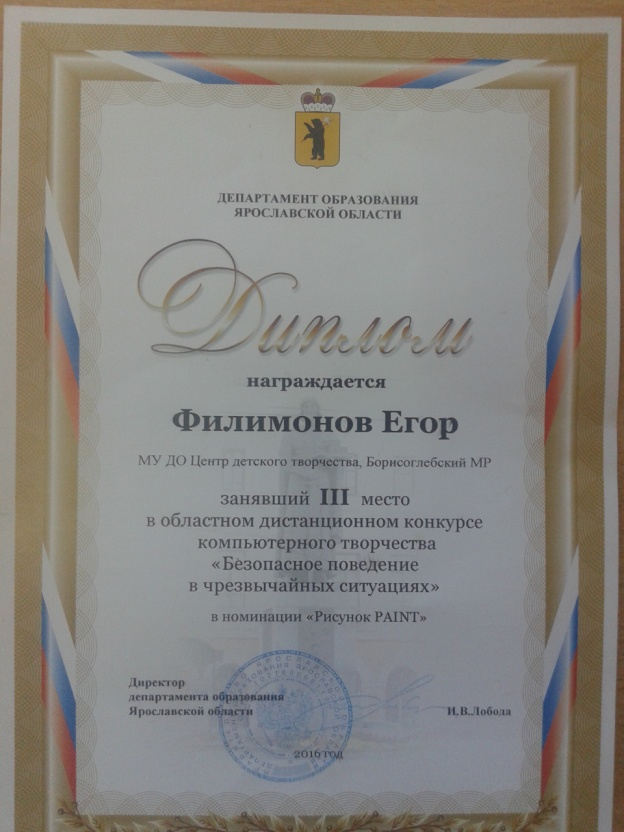 ДЕПАРТАМЕНТ ОБРАЗОВАНИЯ
ЯРОСЛАВСКОЙ ОБЛАСТИ
Диплом
награждается
Филимонов Егор
МУ ДО Центр детского творчества, Борисоглебский МР
занявший III место
в областном дистанционном конкурсе
компьютерного творчества
«Безопасное поведение
в чрезвычайных ситуациях»
в номинации «Рисунок PAINT»
Директор
департамента образования
Ярославской области
И.В.Лобода
2016 год